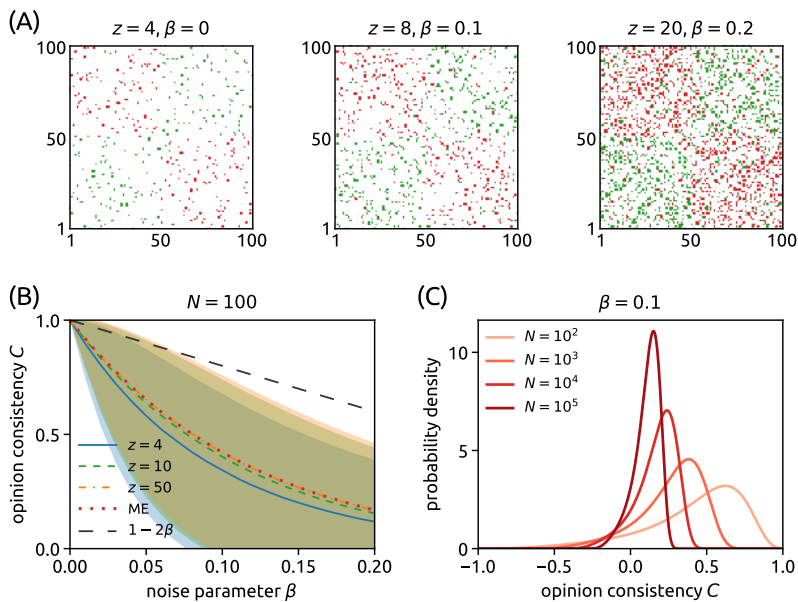 (A)
z = 4, β = 0
z = 8, β = 0.1
z = 20, β = 0.2
100
50
1
1 50 100
100
50
1
1 50 100
100
50
1
1 50 100
(B)
N = 100
opinion consistency C
1.0
0.5
0.0
z = 4
z = 10
z = 50
ME
1 − 2β
0.00 0.05 0.10 0.15 0.20
noise parameter β
(C)
β = 0.1
probability density
10
5
0
N = 10²
N = 10³
N = 10⁴
N = 10⁵
−1.0 −0.5 0.0 0.5 1.0
opinion consistency C